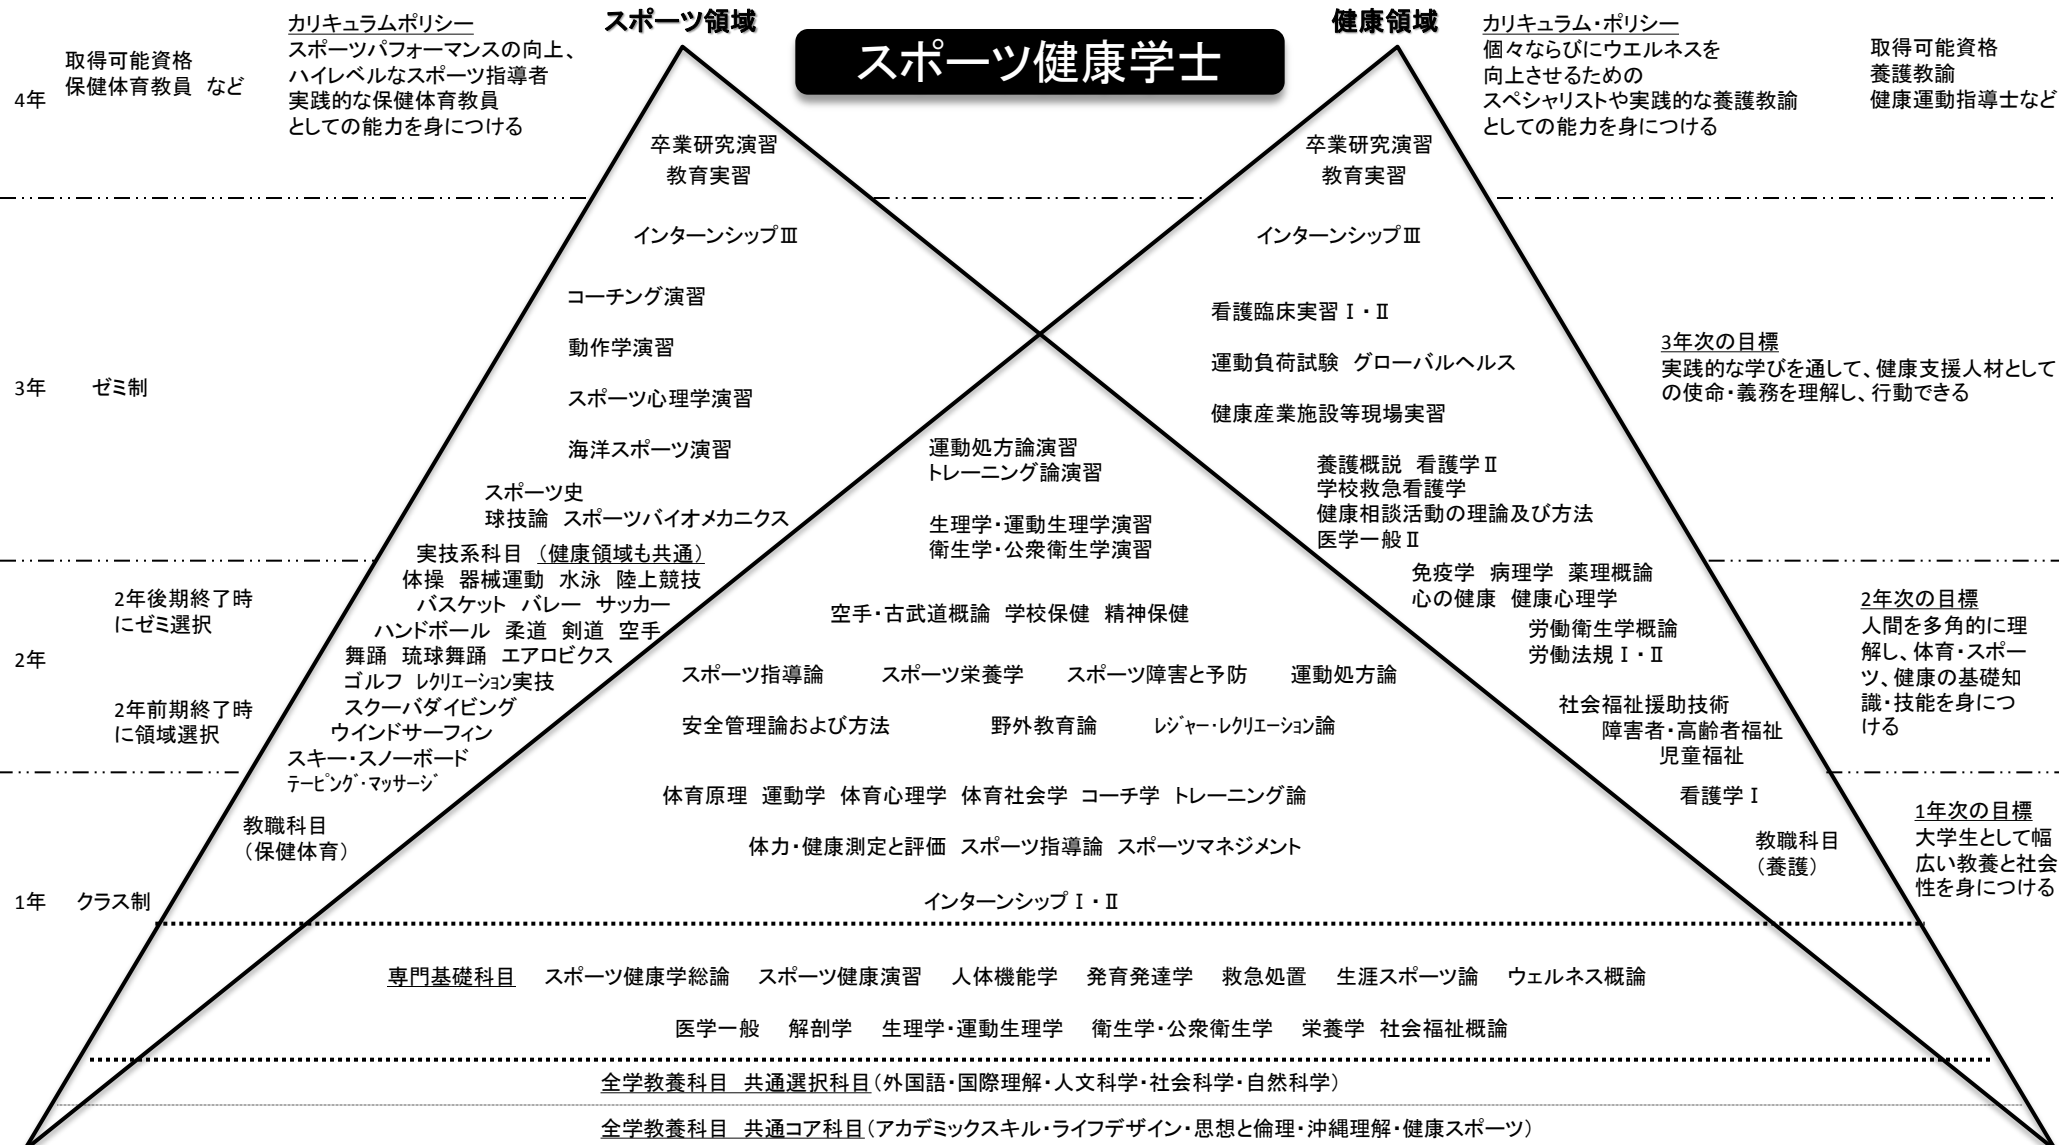 スポーツ領域
健康領域
スポーツ健康学士
4年
取得可能資格
保健体育教員 など
カリキュラムポリシー
スポーツパフォーマンスの向上、
ハイレベルなスポーツ指導者
実践的な保健体育教員
としての能力を身につける
カリキュラム・ポリシー
個々ならびにウエルネスを
向上させるための
スペシャリストや実践的な養護教諭
としての能力を身につける
取得可能資格
養護教諭
健康運動指導士など
卒業研究演習
教育実習
卒業研究演習
教育実習
インターンシップⅢ
インターンシップⅢ
3年 ゼミ制
コーチング演習
動作学演習
スポーツ心理学演習
海洋スポーツ演習
スポーツ史
球技論 スポーツバイオメカニクス
運動処方論演習
トレーニング論演習
生理学・運動生理学演習
衛生学・公衆衛生学演習
看護臨床実習Ⅰ・Ⅱ
運動負荷試験 グローバルヘルス
健康産業施設等現場実習
養護概説 看護学Ⅱ
学校救急看護学
健康相談活動の理論及び方法
医学一般Ⅱ
3年次の目標
実践的な学びを通して、健康支援人材として
の使命・義務を理解し、行動できる
2年
2年後期終了時
にゼミ選択
2年前期終了時
に領域選択
実技系科目 (健康領域も共通)
体操 器械運動 水泳 陸上競技
バスケット バレー サッカー
ハンドボール 柔道 剣道 空手
舞踊 琉球舞踊 エアロビクス
ゴルフ レクリエーション実技
スクーバダイビング
ウインドサーフィン
スキー・スノーボード
テーピング・マッサージ
空手・古武道概論 学校保健 精神保健
スポーツ指導論 スポーツ栄養学 スポーツ障害と予防 運動処方論
安全管理論および方法 野外教育論 レジャー・レクリエーション論
免疫学 病理学 薬理概論
心の健康 健康心理学
労働衛生学概論
労働法規Ⅰ・Ⅱ
社会福祉援助技術
障害者・高齢者福祉
児童福祉
2年次の目標
人間を多角的に理
解し、体育・スポー
ツ、健康の基礎知
識・技能を身につ
ける
1年 クラス制
教職科目
(保健体育)
体育原理 運動学 体育心理学 体育社会学 コーチ学 トレーニング論
体力・健康測定と評価 スポーツ指導論 スポーツマネジメント
インターンシップⅠ・Ⅱ
看護学Ⅰ
教職科目
(養護)
1年次の目標
大学生として幅
広い教養と社会
性を身につける
専門基礎科目 スポーツ健康学総論 スポーツ健康演習 人体機能学 発育発達学 救急処置 生涯スポーツ論 ウェルネス概論
医学一般 解剖学 生理学・運動生理学 衛生学・公衆衛生学 栄養学 社会福祉概論
全学教養科目 共通選択科目(外国語・国際理解・人文科学・社会科学・自然科学)
全学教養科目 共通コア科目(アカデミックスキル・ライフデザイン・思想と倫理・沖縄理解・健康スポーツ)